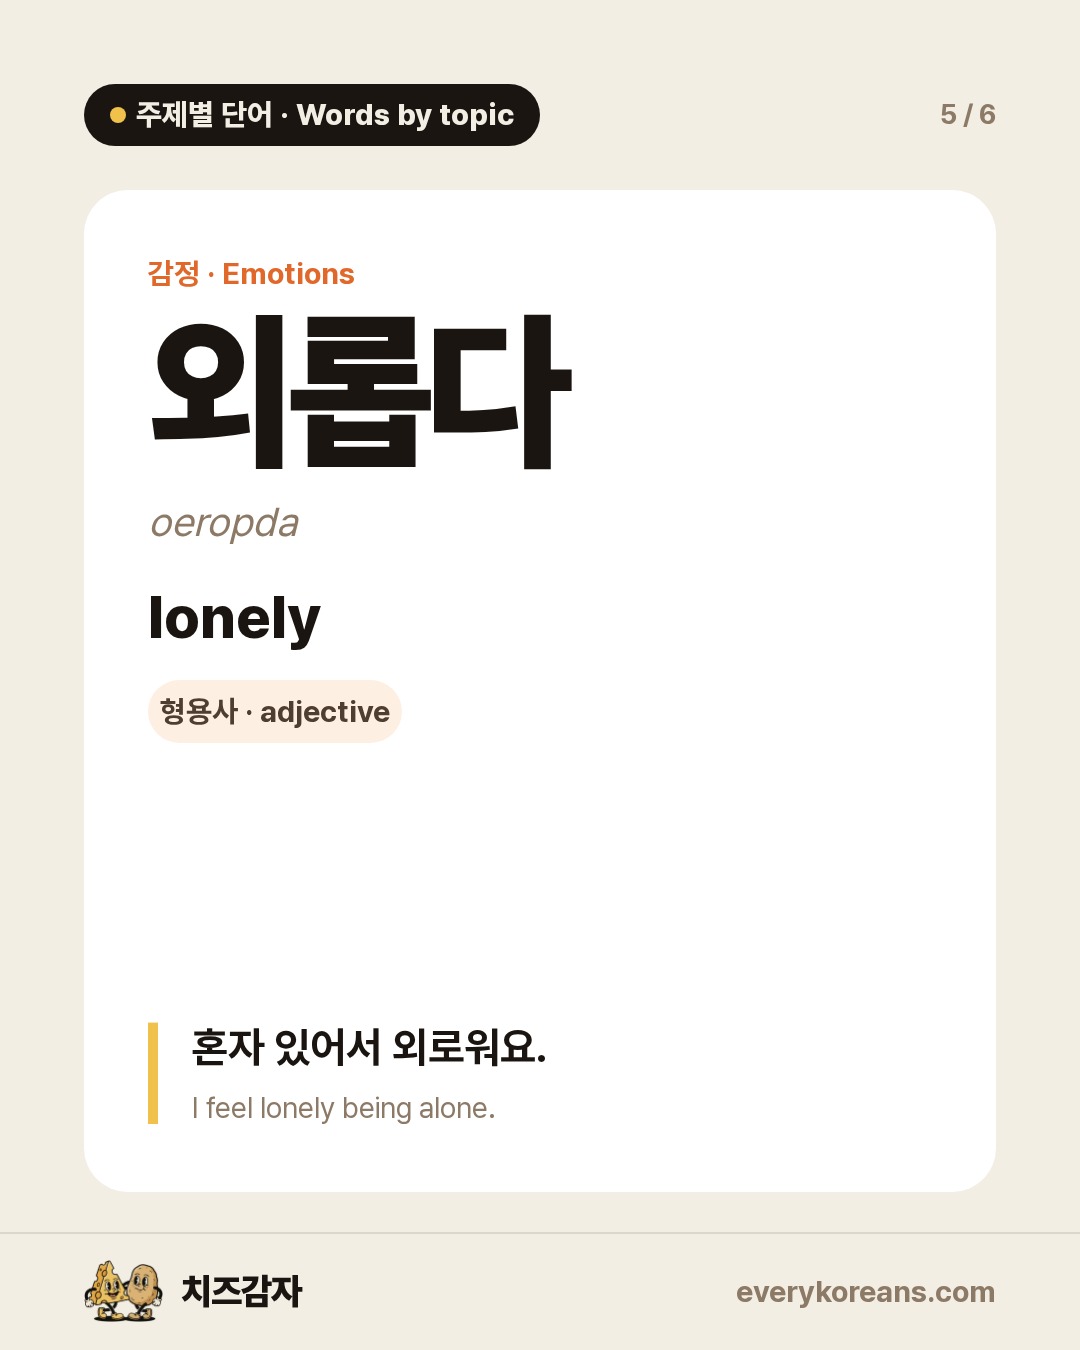 주제별 단어 · Words by topic
5 / 6
감정 · Emotions
외롭다
oeropda
lonely
형용사 · adjective
혼자 있어서 외로워요.
I feel lonely being alone.
치즈감자
everykoreans.com